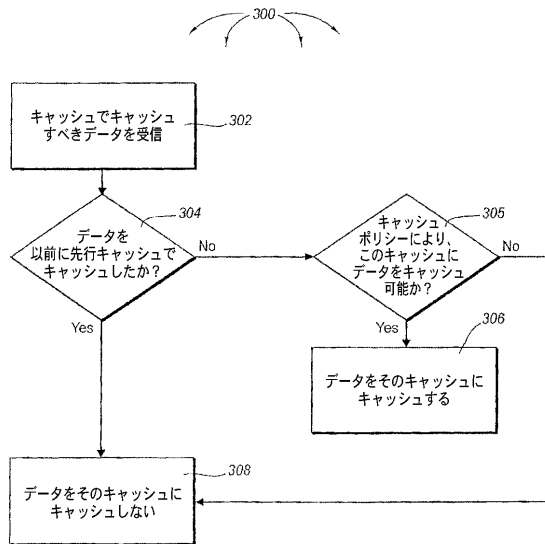 300
キャッシュでキャッシュ
すべきデータを受信
302
304
データを
以前に先行キャッシュで
キャッシュしたか？
No
305
キャッシュ
ポリシーにより、
このキャッシュに
データをキャッシュ
可能か？
No
Yes
Yes
306
データをそのキャッシュに
キャッシュする
308
データをそのキャッシュに
キャッシュしない